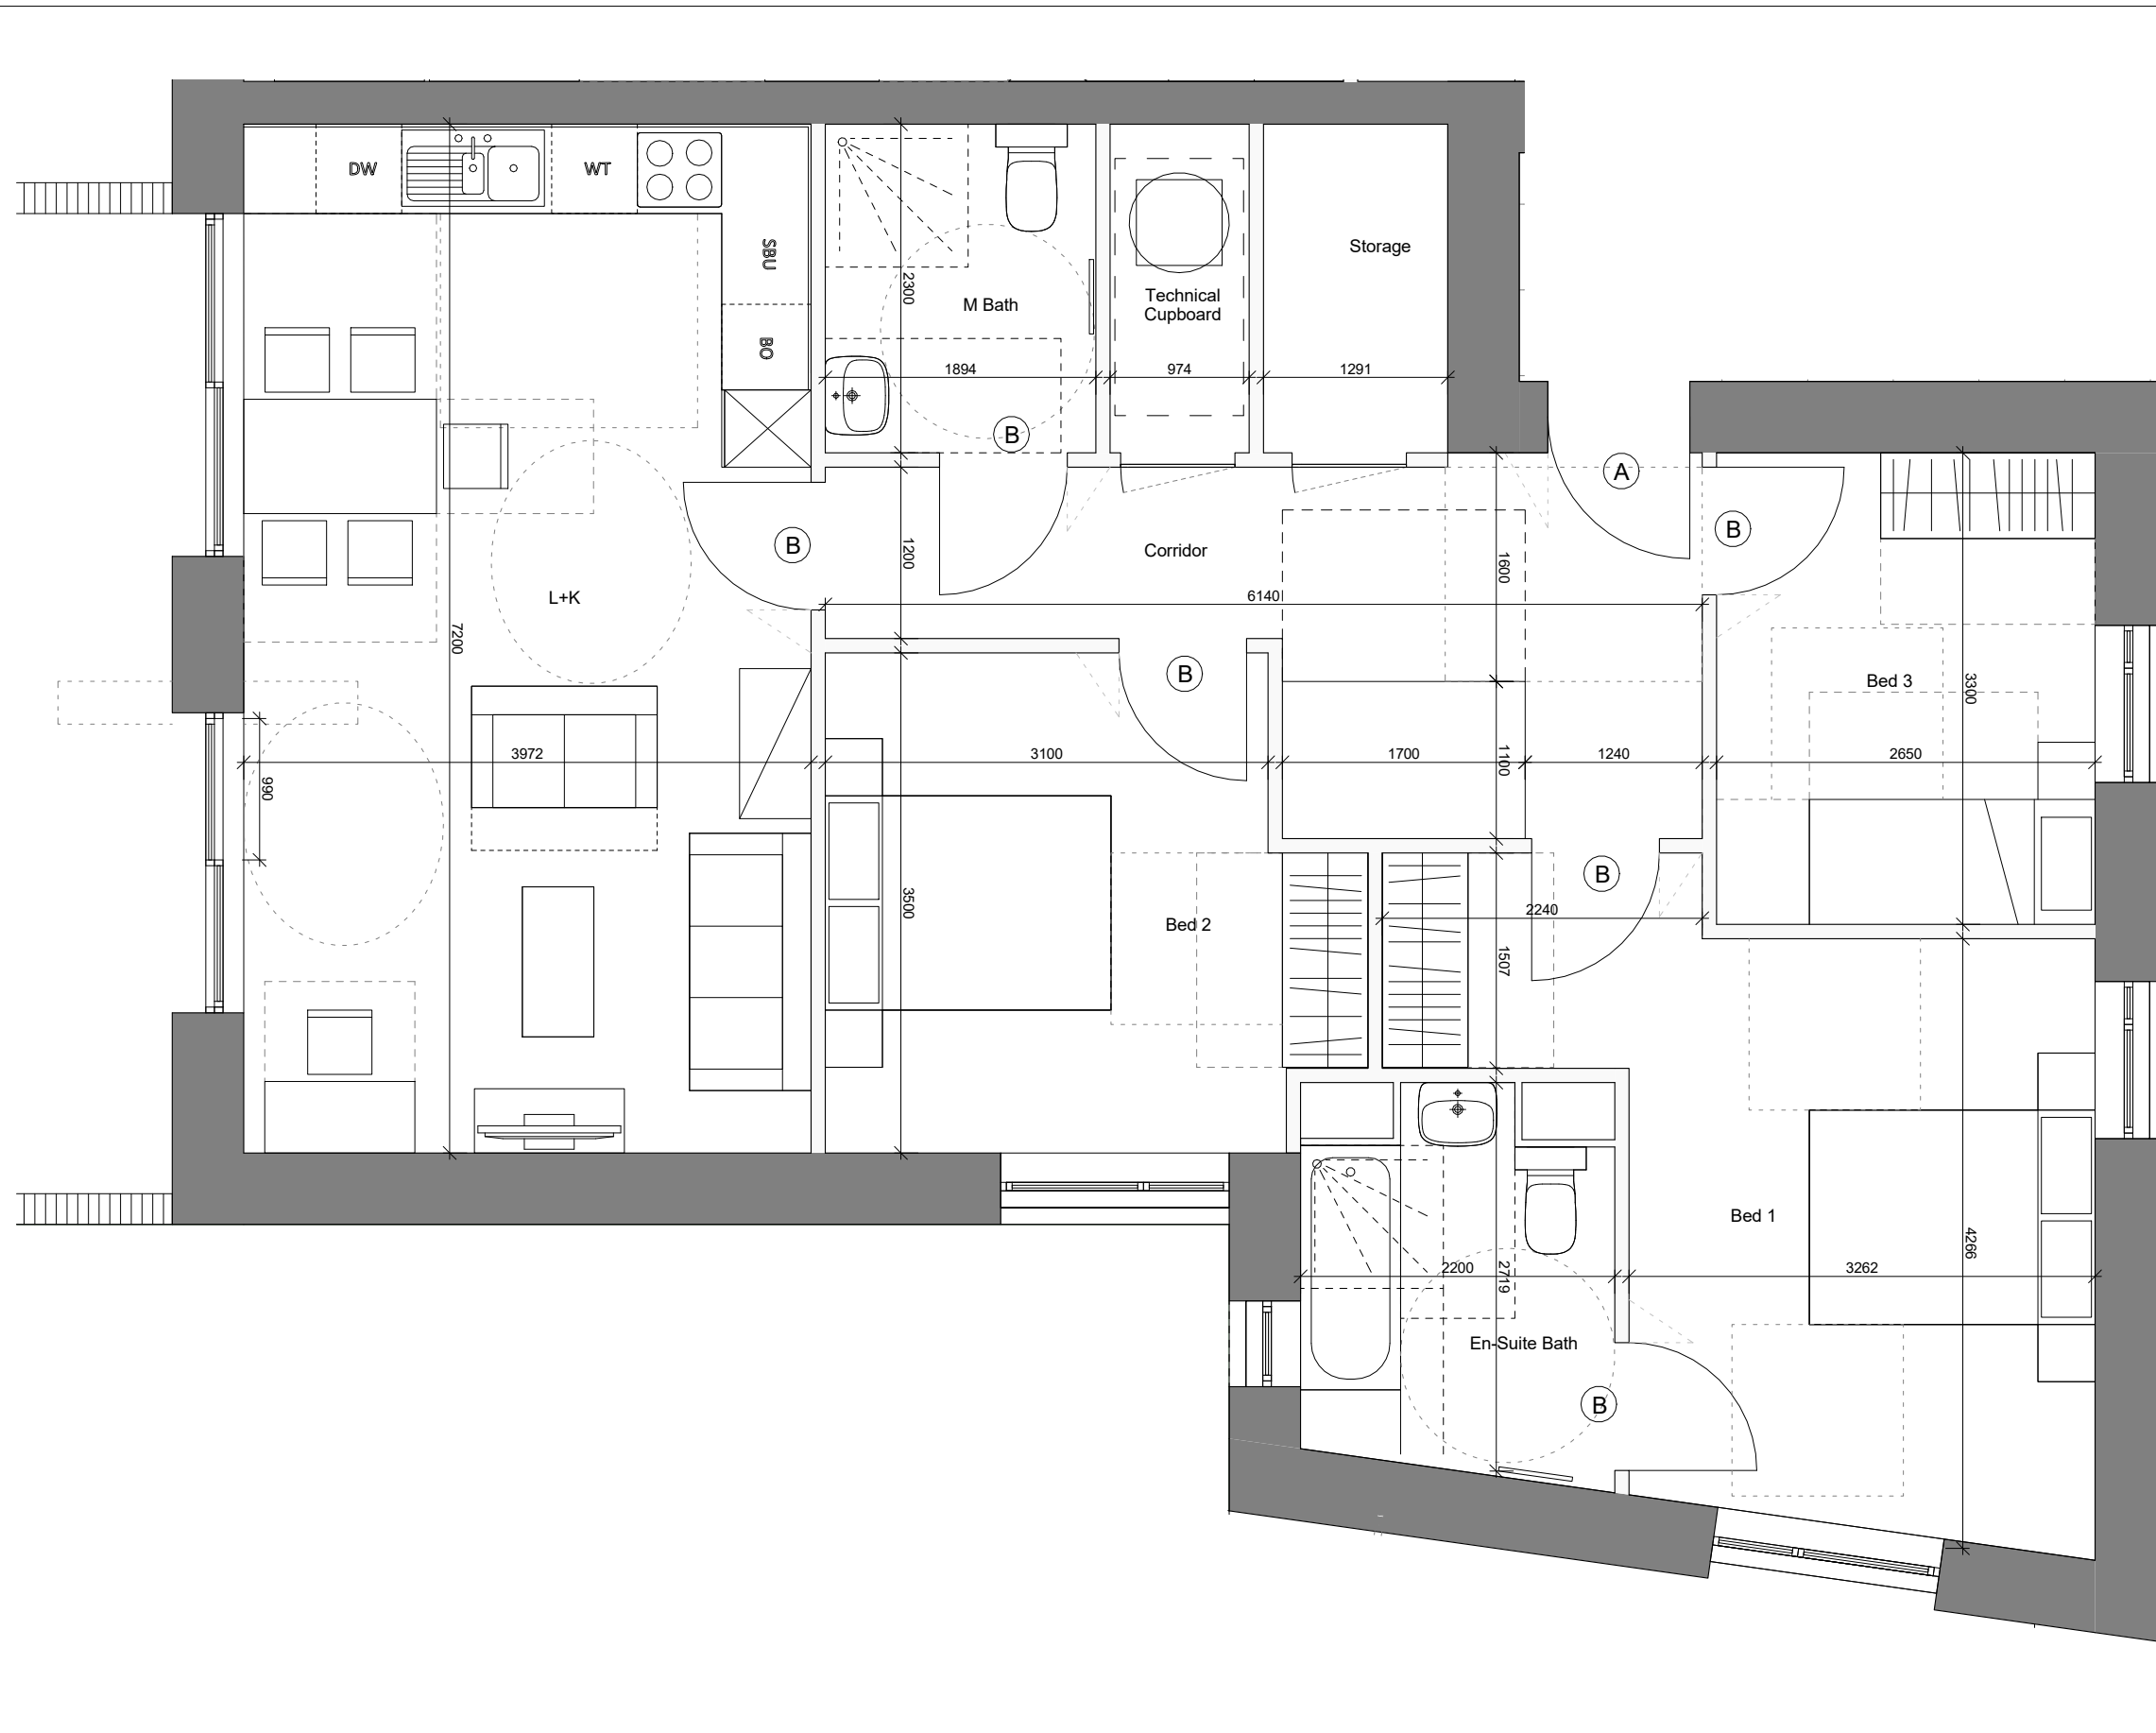 DW
WT
SBU
BO
M Bath
Technical
Cupboard
Storage
2300
1894
974
1291
B
A
B
B
Corridor
1200
1600
6140
L+K
7200
B
Bed 3
3300
3972
3100
1700
1100
1240
2650
990
B
3500
Bed 2
2240
1507
Bed 1
4266
2200
2719
3262
En-Suite Bath
B